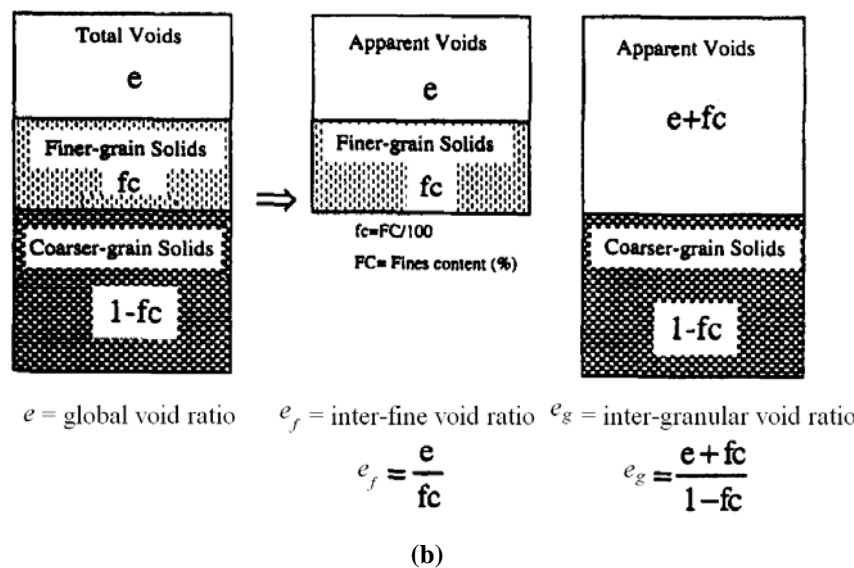 Total Voids
e
Finer-grain Solids
fc
Coarser-grain Solids
1-fc
⇒
Apparent Voids
e
Finer-grain Solids
fc
fc=FC/100
FC= Fines content (%)
Apparent Voids
e+fc
Coarser-grain Solids
1-fc
e = global void ratio
e_f = inter-fine void ratio
e_f = e/fc
e_g = inter-granular void ratio
e_g = (e+fc)/(1-fc)
(b)